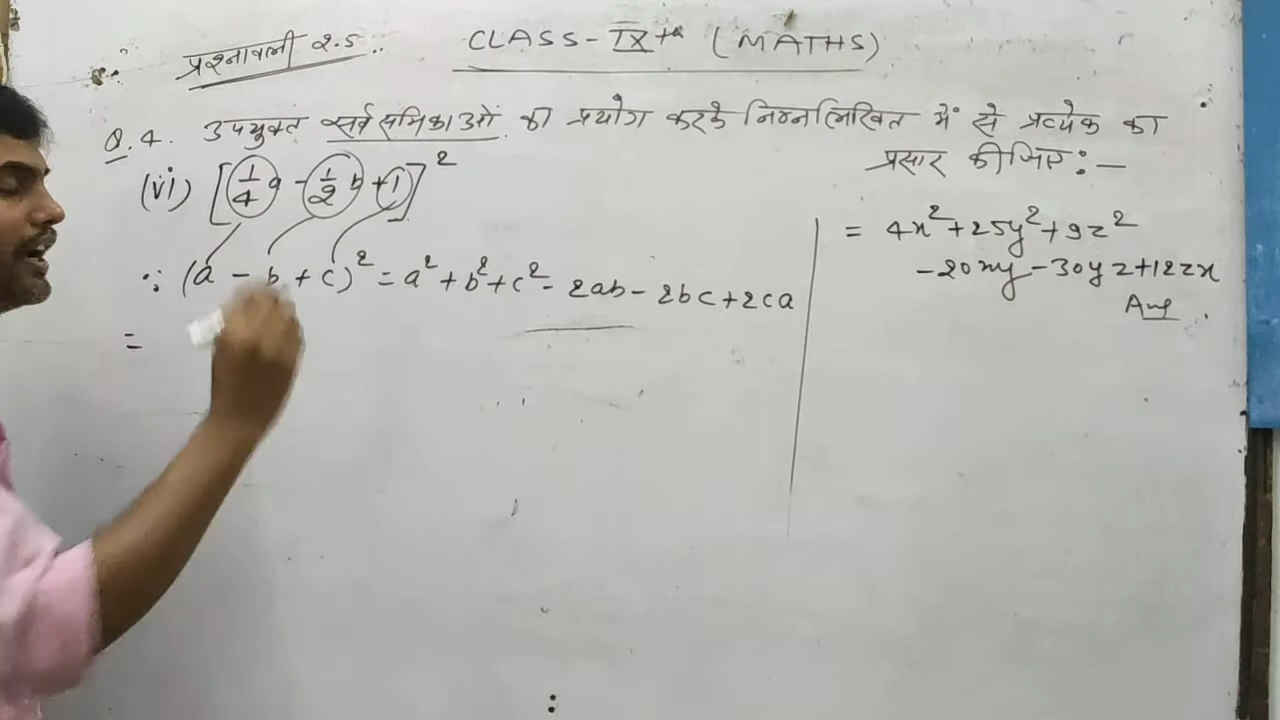 प्रश्नावली 2.5
CLASS-IX (MATHS)
Q.4. उपयुक्त सर्वसमिकाओं का प्रयोग करके निम्नलिखित में से प्रत्येक का
प्रसार कीजिए:-
(vi) [1/4 a - 1/2 b + 1]²
∵ (a - b + c)² = a² + b² + c² - 2ab - 2bc + 2ca
=
= 4x² + 25y² + 9z²
- 20xy - 30yz + 12zx
Ans.